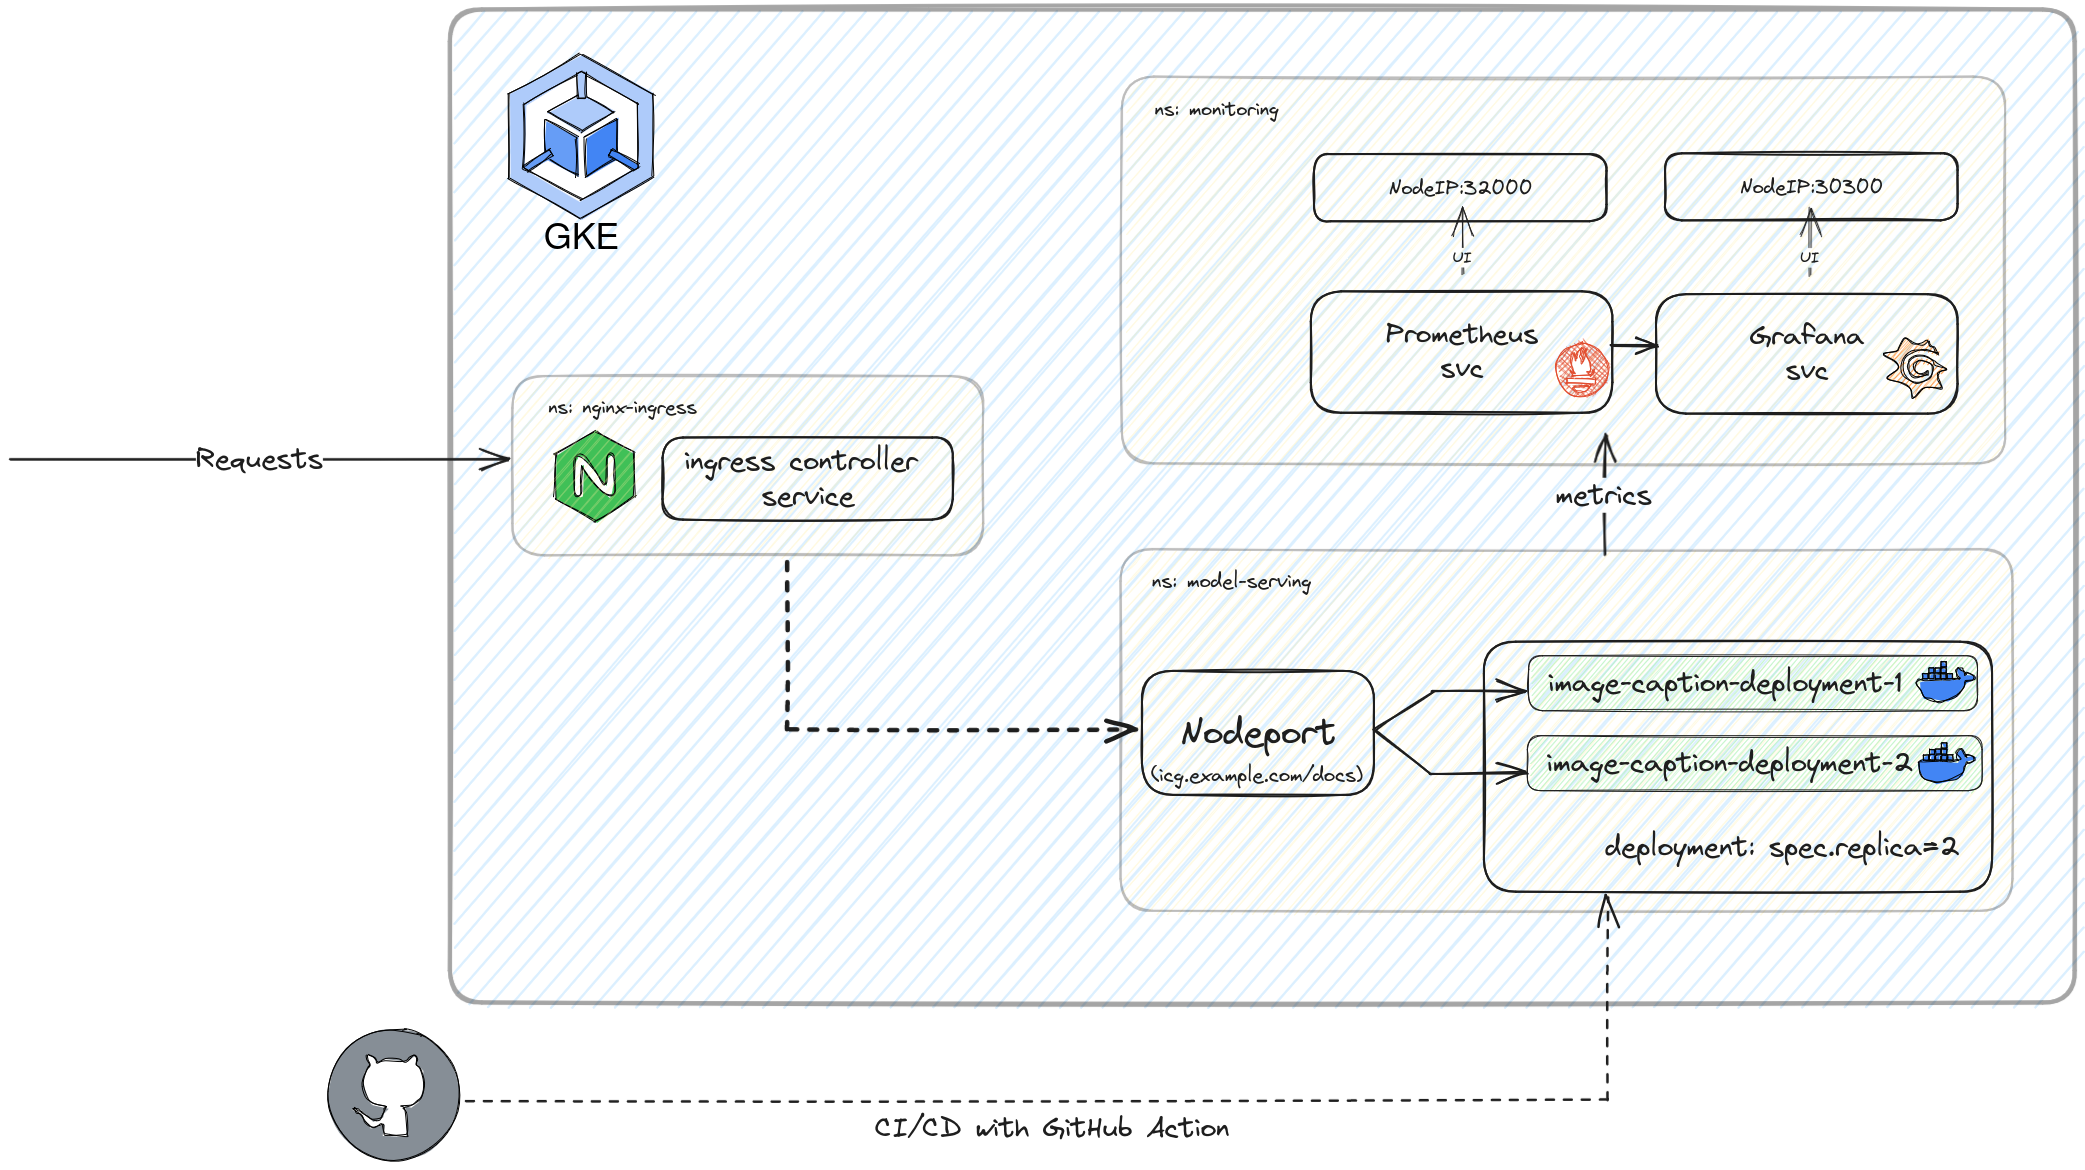 GKE
ns: monitoring
NodeIP:32000
NodeIP:30300
UI
UI
Prometheus
svc
Grafana
svc
ns: nginx-ingress
Requests
N
ingress controller
service
metrics
ns: model-serving
Nodeport
(icg.example.com/docs)
image-caption-deployment-1
image-caption-deployment-2
deployment: spec.replica=2
CI/CD with GitHub Action